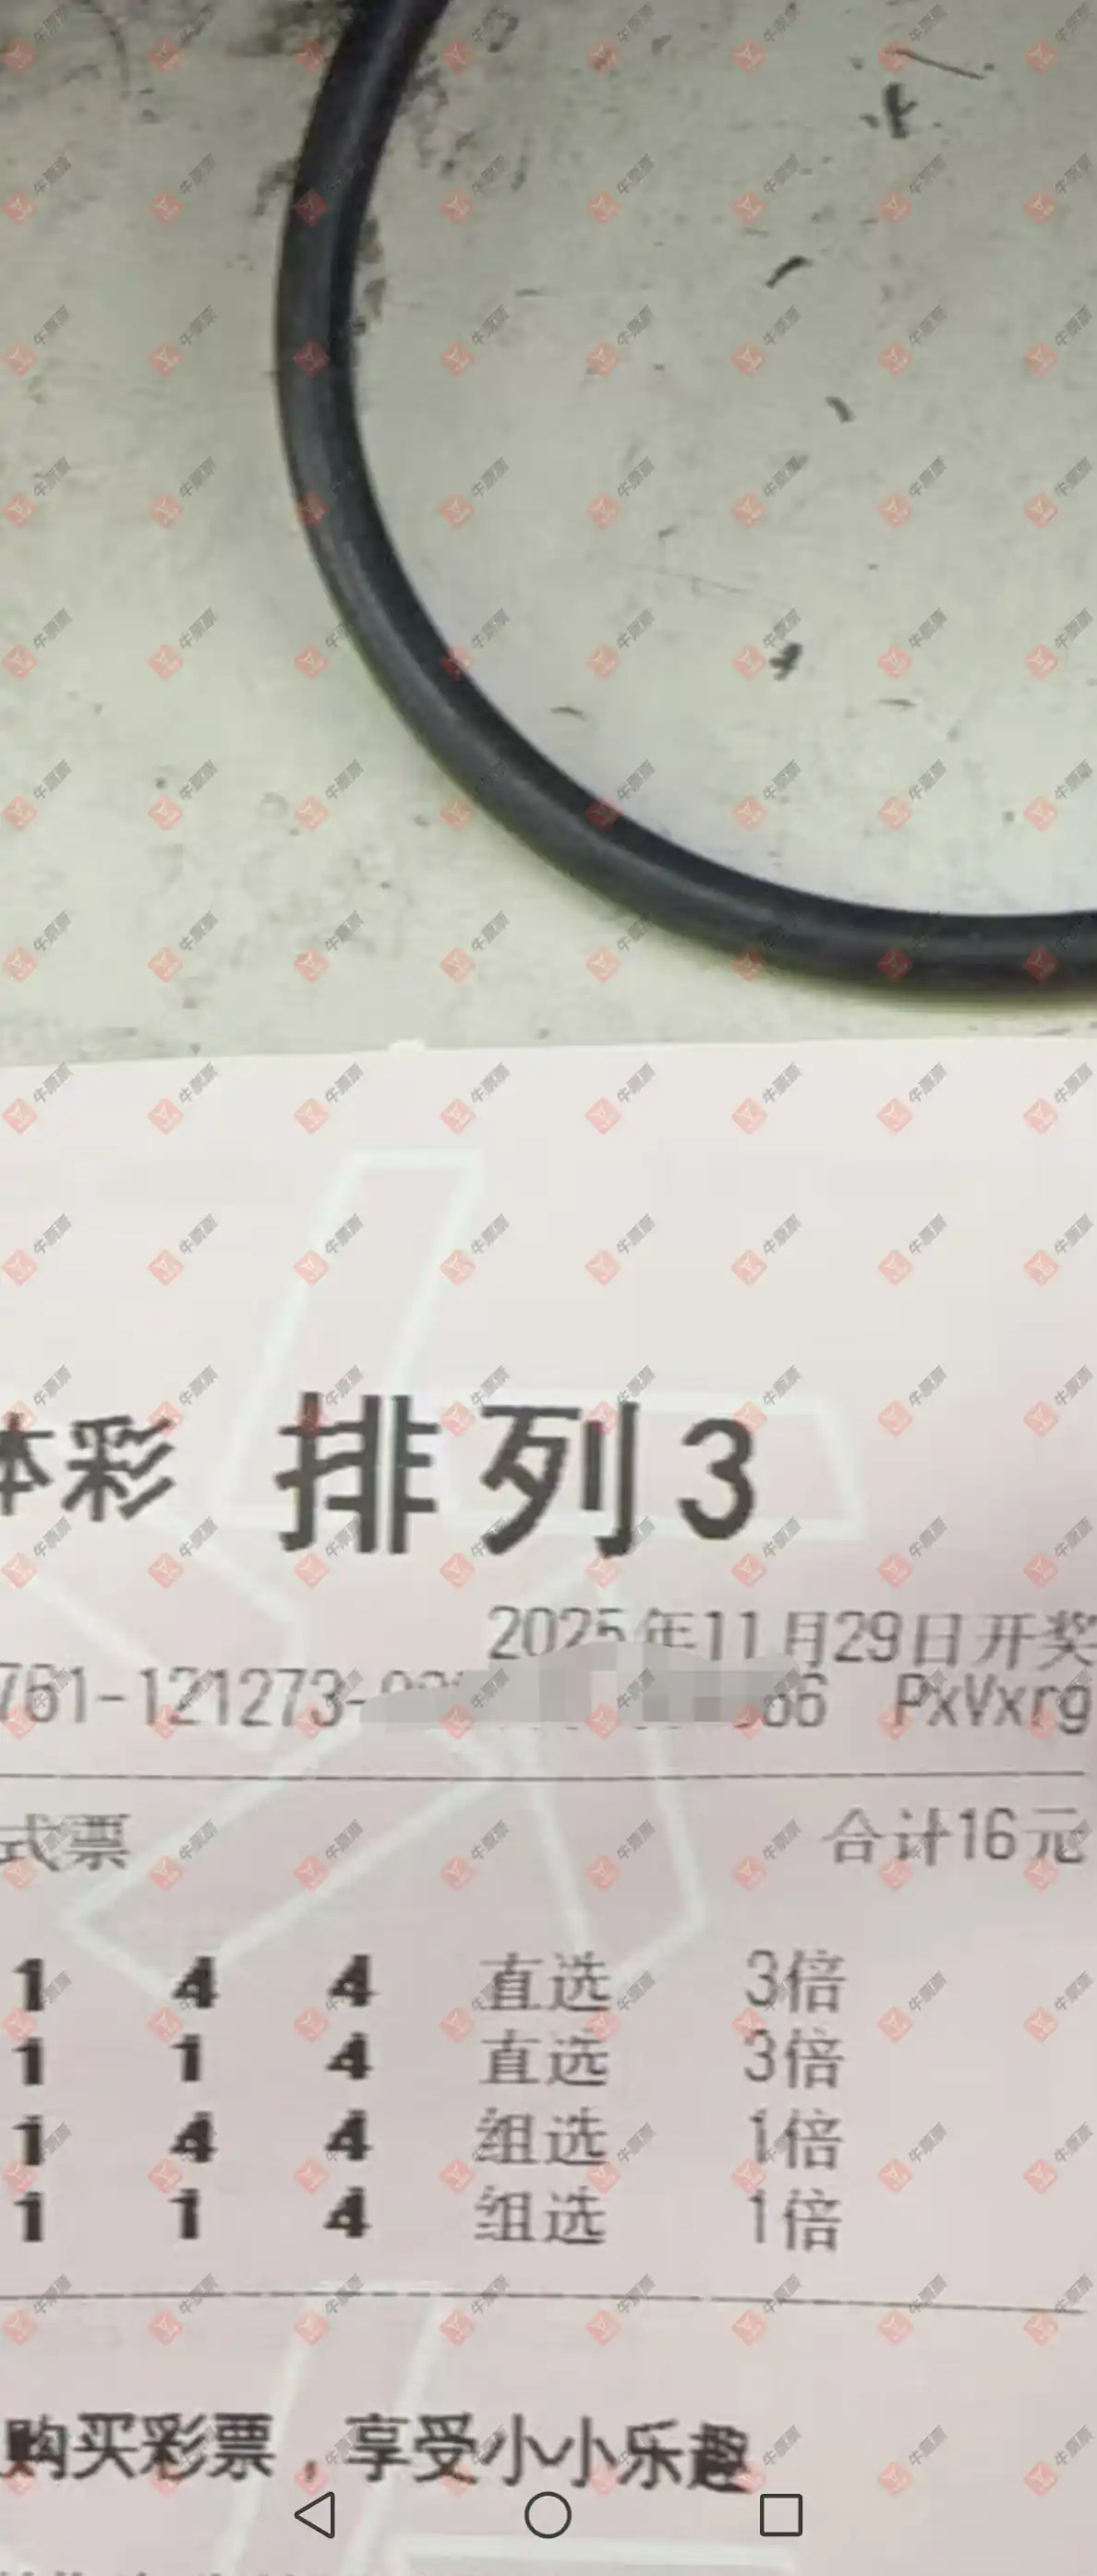 体彩 排列3
2025年11月29日开奖
761-121273- 66 PxVxrg
式票 合计16元
1 4 4 直选 3倍
1 1 4 直选 3倍
1 4 4 组选 1倍
1 1 4 组选 1倍
购买彩票，享受小小乐趣
牛票票